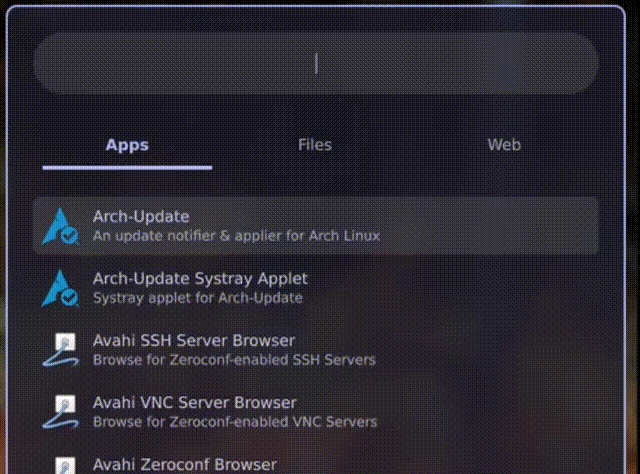 Apps Files Web
Arch-Update
An update notifier & applier for Arch Linux
Arch-Update Systray Applet
Systray applet for Arch-Update
Avahi SSH Server Browser
Browse for Zeroconf-enabled SSH Servers
Avahi VNC Server Browser
Browse for Zeroconf-enabled VNC Servers
Avahi Zeroconf Browser